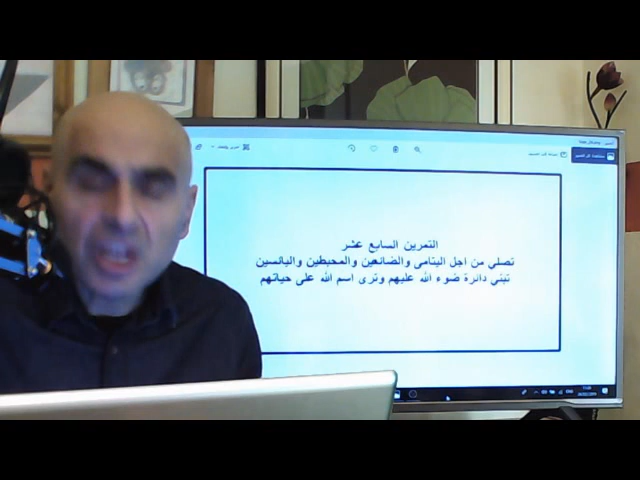 التمرين السابع عشر
تصلي من اجل اليتامى والضائعين والمحبطين واليائسين
تبني دائرة ضوء الله عليهم وترى اسم الله على حياتهم